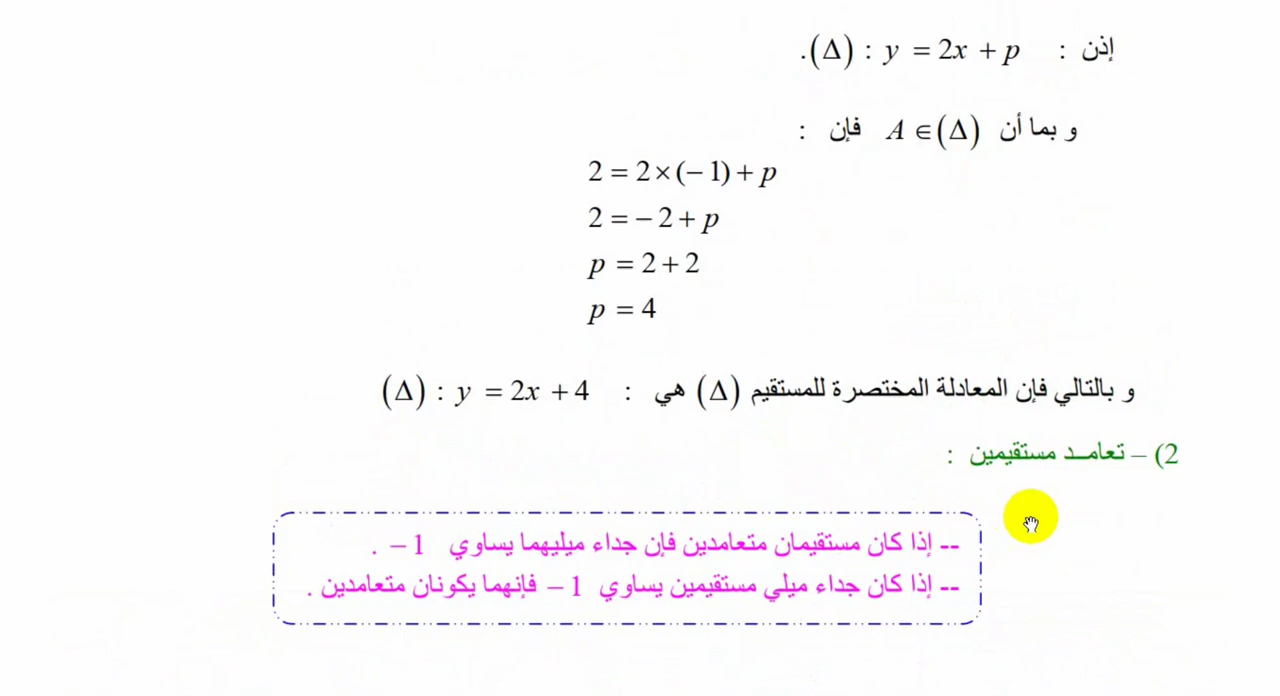 إذن : (Δ) : y = 2x + p.
و بما أن A ∈ (Δ) فإن :
2 = 2 × (– 1) + p
2 = – 2 + p
p = 2 + 2
p = 4
و بالتالي فإن المعادلة المختصرة للمستقيم (Δ) هي : (Δ) : y = 2x + 4
2) – تعامـد مستقيمين :
-- إذا كان مستقيمان متعامدين فإن جداء ميليهما يساوي 1 – .
-- إذا كان جداء ميلي مستقيمين يساوي 1 – فإنهما يكونان متعامدين .